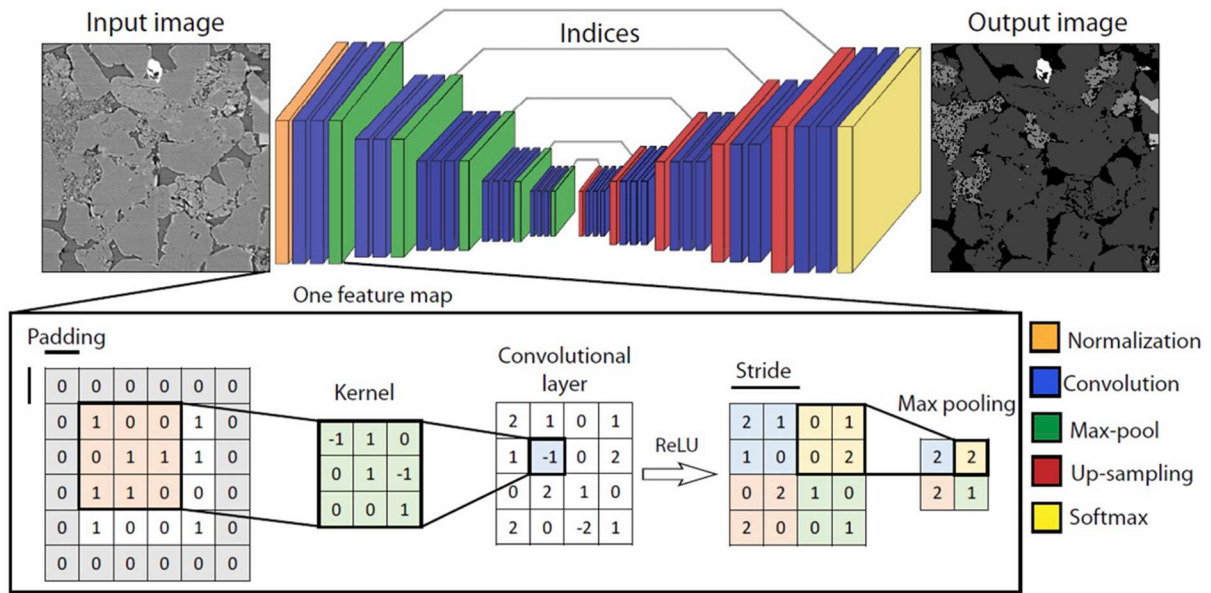 Input image
Indices
Output image
One feature map
Padding
0 0 0 0 0 0
0 1 0 0 1 0
0 0 1 1 1 0
0 1 1 0 0 0
0 1 0 0 1 0
0 0 0 0 0 0
Kernel
-1 1 0
0 1 -1
0 0 1
Convolutional
layer
2 1 0 1
1 -1 0 2
0 2 1 0
2 0 -2 1
ReLU
Stride
2 1 0 1
1 0 0 2
0 2 1 0
2 0 0 1
Max pooling
2 2
2 1
Normalization
Convolution
Max-pool
Up-sampling
Softmax